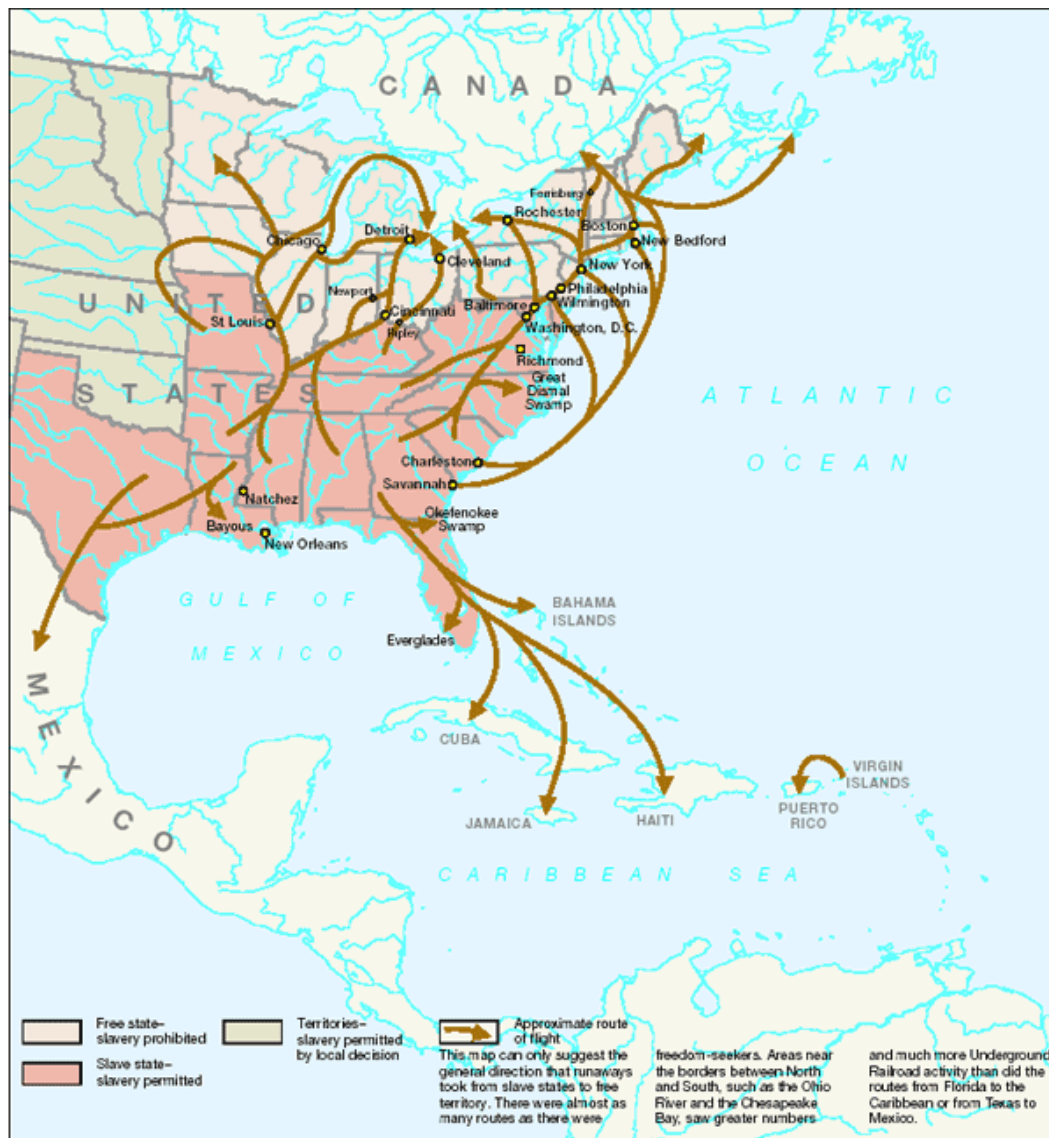 CANADA
Ferrisburg
Rochester
Boston
Detroit
Chicago
New Bedford
Cleveland
New York
Newport
Philadelphia
UNITED
Baltimore
Wilmington
Cincinnati
St Louis
Ripley
Washington, D.C.
Richmond
STATES
Great
Dismal
Swamp
ATLANTIC
OCEAN
Charleston
Savannah
Natchez
Okefenokee
Swamp
Bayous
New Orleans
GULF OF
MEXICO
BAHAMA
ISLANDS
Everglades
MEXICO
CUBA
VIRGIN
ISLANDS
JAMAICA
HAITI
PUERTO
RICO
CARIBBEAN SEA
Free state–
slavery prohibited
Slave state–
slavery permitted
Territories–
slavery permitted
by local decision
Approximate route
of flight
This map can only suggest the
general direction that runaways
took from slave states to free
territory. There were almost as
many routes as there were
freedom-seekers. Areas near
the borders between North
and South, such as the Ohio
River and the Chesapeake
Bay, saw greater numbers
and much more Underground
Railroad activity than did the
routes from Florida to the
Caribbean or from Texas to
Mexico.